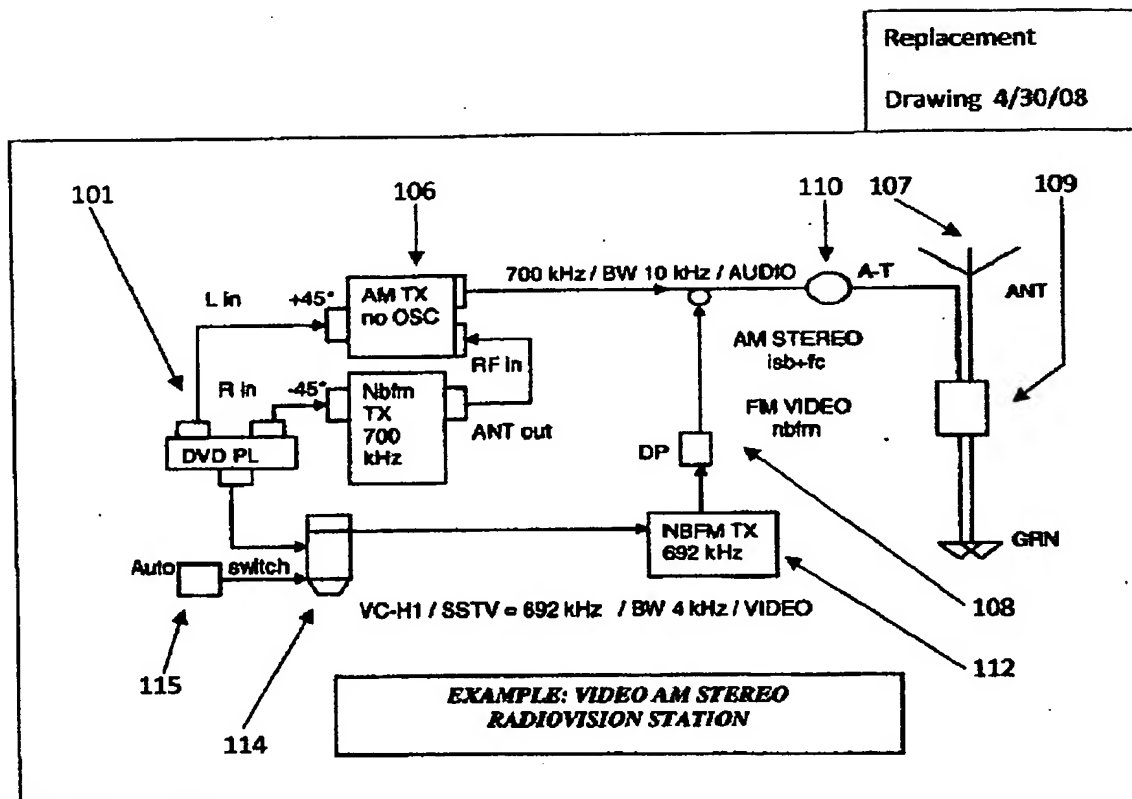 Replacement
Drawing 4/30/08
101
106
110
107
109
L in
+45°
AM TX
no OSC
700 kHz / BW 10 kHz / AUDIO
A-T
ANT
R in
-45°
Nbfm
TX
700
kHz
RF in
ANT out
AM STEREO
isb+fc
FM VIDEO
nbfm
DVD PL
DP
NBFM TX
692 kHz
GRN
Auto
switch
VC-H1 / SSTV = 692 kHz / BW 4 kHz / VIDEO
108
112
115
114
EXAMPLE: VIDEO AM STEREO
RADIOVISION STATION